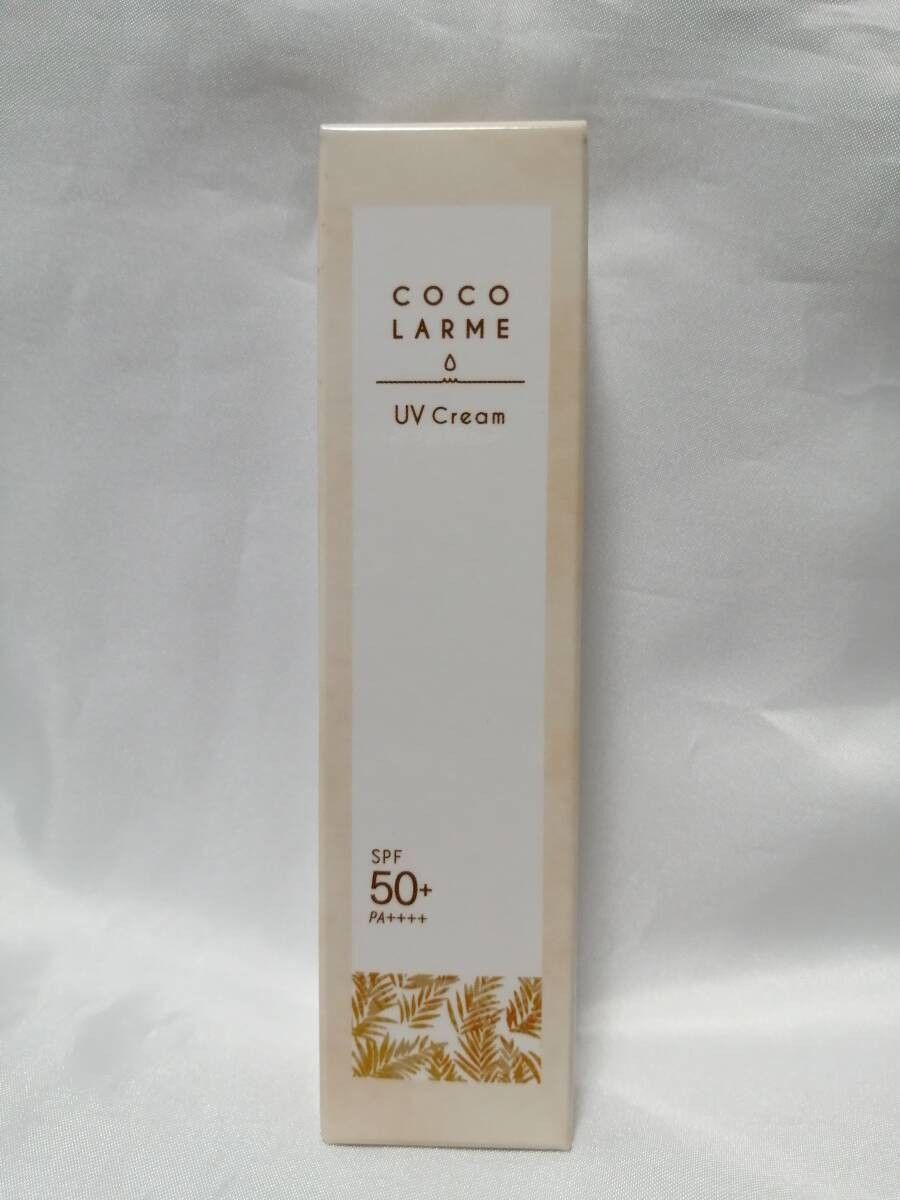 COCO
LARME
UV Cream
SPF
50+
PA++++